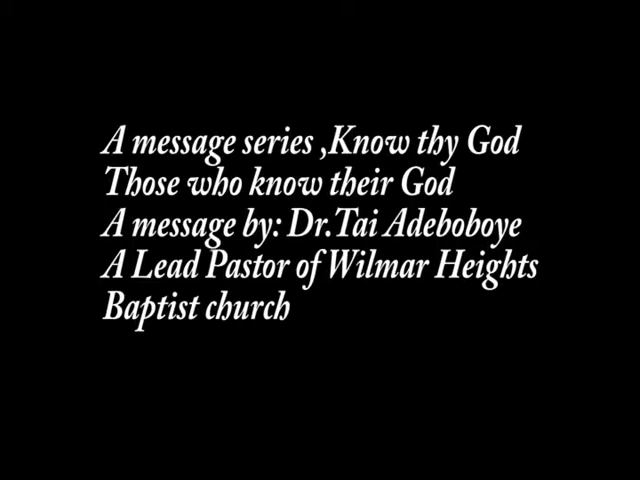 A message series ,Know thy God
Those who know their God
A message by: Dr.Tai Adeboboye
A Lead Pastor of Wilmar Heights
Baptist church